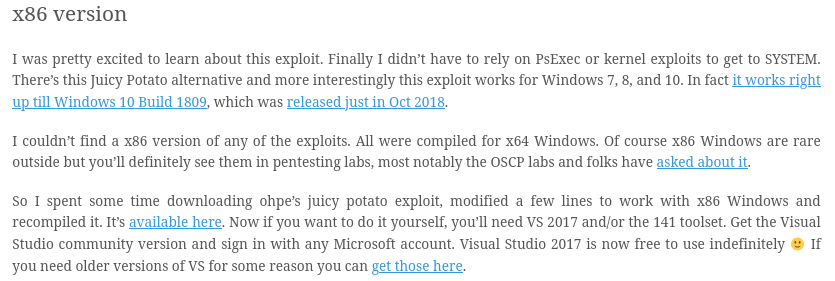 x86 version
I was pretty excited to learn about this exploit. Finally I didn’t have to rely on PsExec or kernel exploits to get to SYSTEM.
There’s this Juicy Potato alternative and more interestingly this exploit works for Windows 7, 8, and 10. In fact it works right
up till Windows 10 Build 1809, which was released just in Oct 2018.
I couldn’t find a x86 version of any of the exploits. All were compiled for x64 Windows. Of course x86 Windows are rare
outside but you’ll definitely see them in pentesting labs, most notably the OSCP labs and folks have asked about it.
So I spent some time downloading ohpe’s juicy potato exploit, modified a few lines to work with x86 Windows and
recompiled it. It’s available here. Now if you want to do it yourself, you’ll need VS 2017 and/or the 141 toolset. Get the Visual
Studio community version and sign in with any Microsoft account. Visual Studio 2017 is now free to use indefinitely 🙂 If
you need older versions of VS for some reason you can get those here.